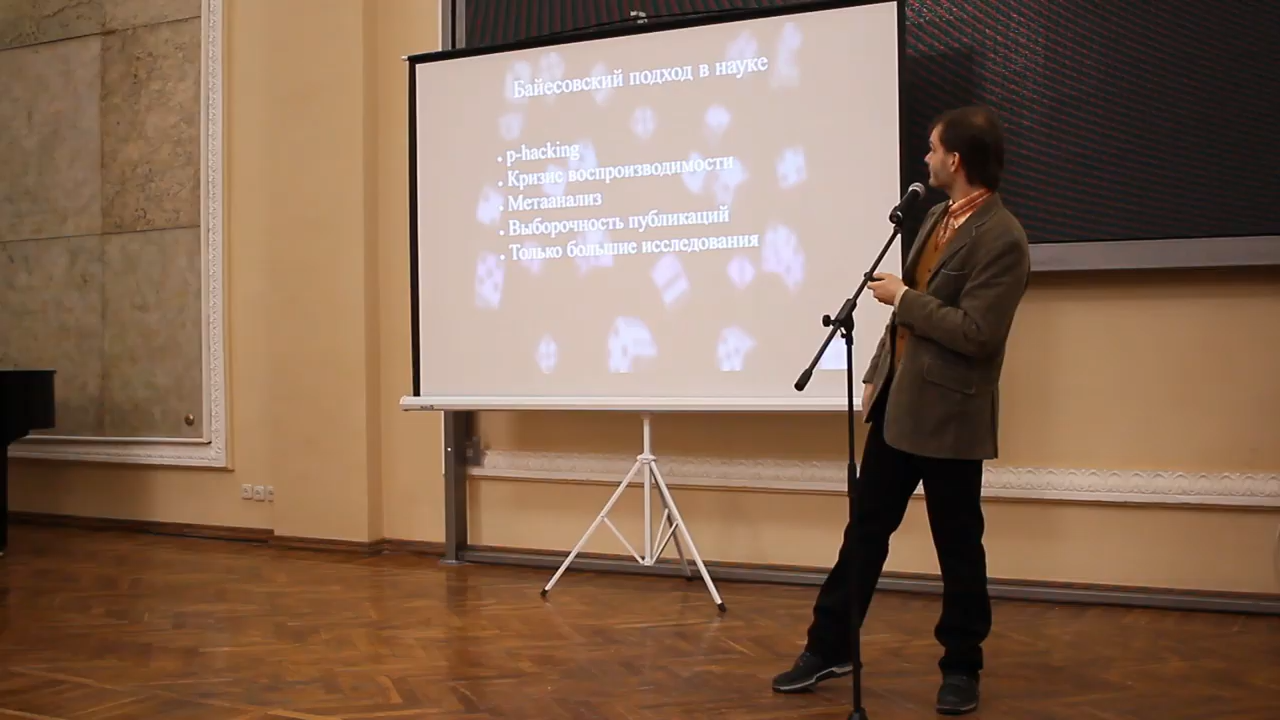 Байесовский подход в науке
• p-hacking
• Кризис воспроизводимости
• Метаанализ
• Выборочность публикаций
• Только большие исследования